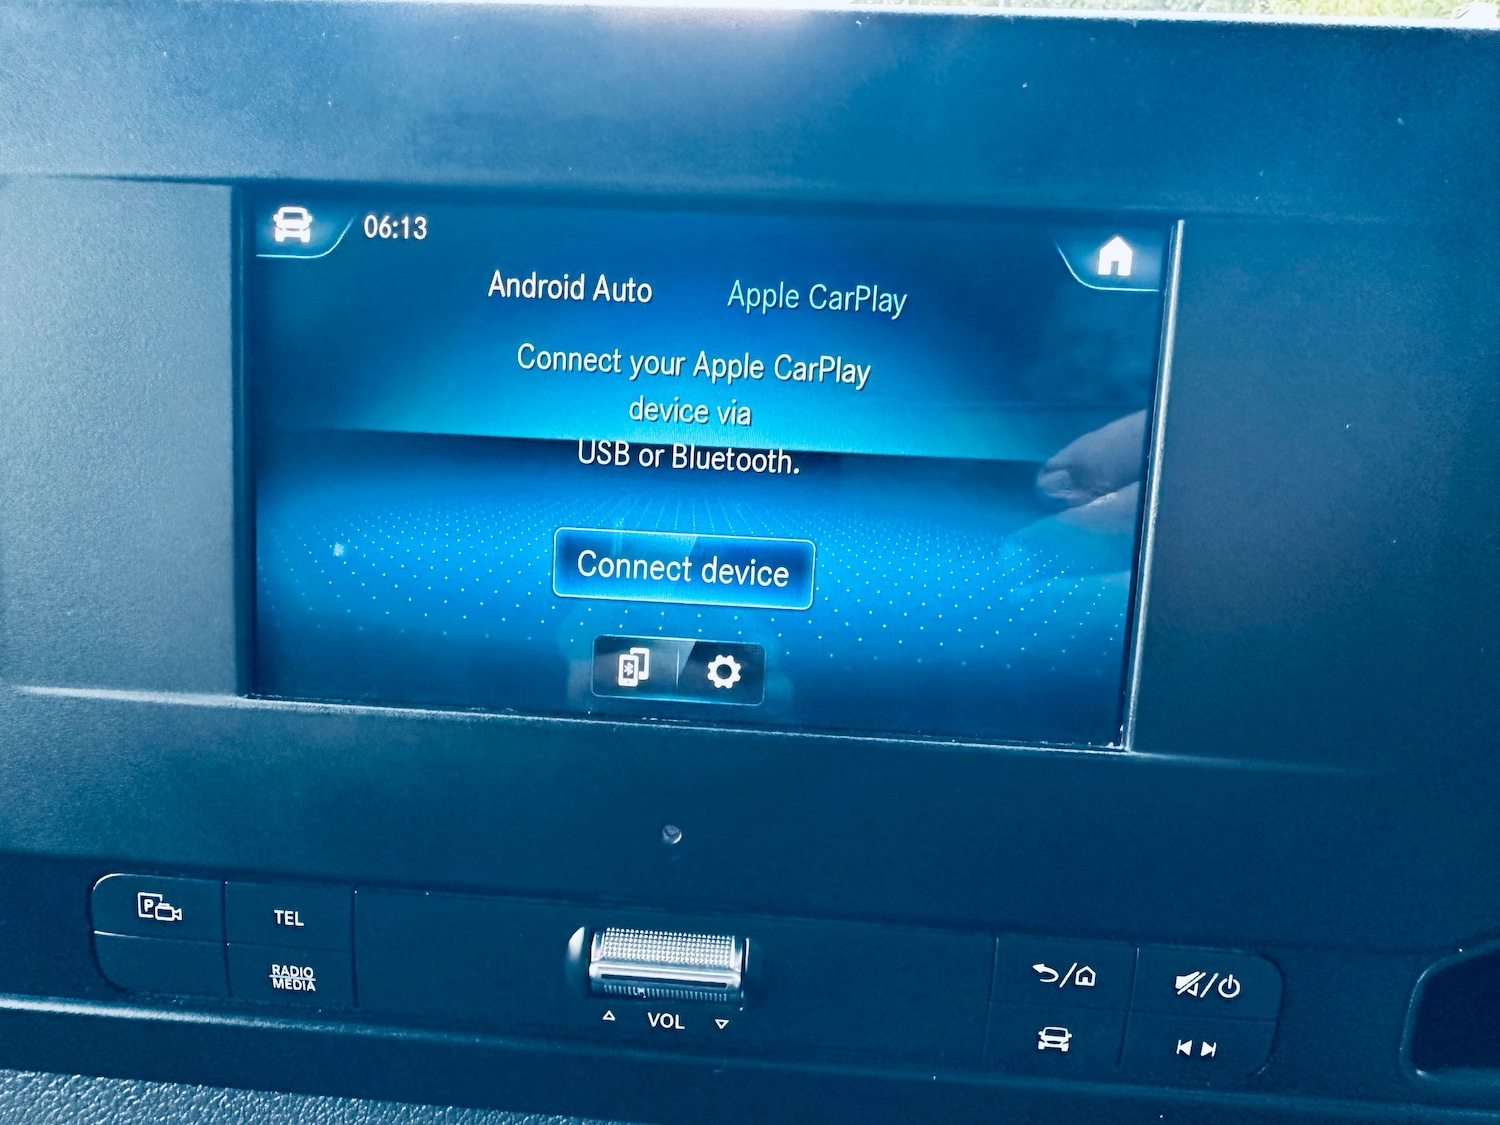 06:13
Android Auto
Apple CarPlay
Connect your Apple CarPlay
device via
USB or Bluetooth.
Connect device
P
TEL
RADIO
MEDIA
VOL